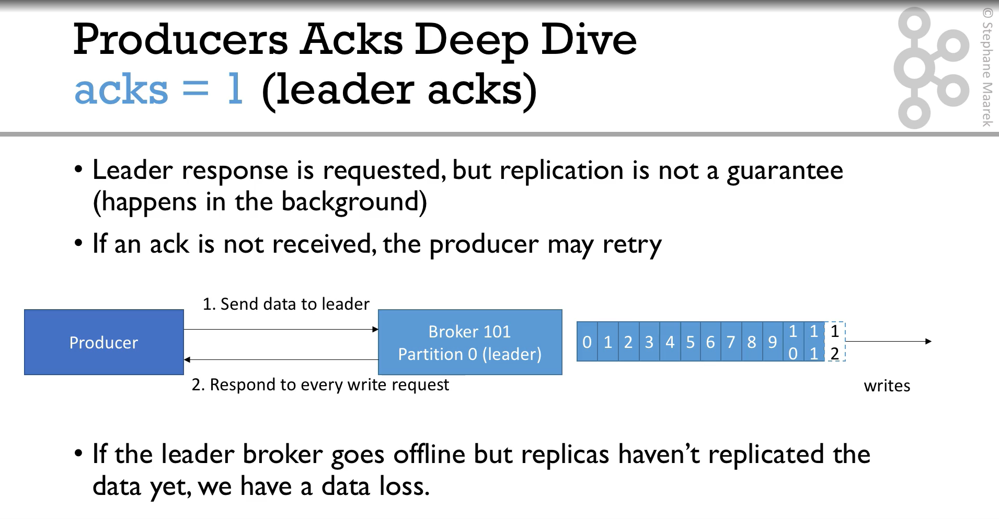 Producers Acks Deep Dive
acks = 1 (leader acks)
© Stephane Maarek
• Leader response is requested, but replication is not a guarantee
(happens in the background)
• If an ack is not received, the producer may retry
1. Send data to leader
Producer
Broker 101
Partition 0 (leader)
0 1 2 3 4 5 6 7 8 9 10 11 12
2. Respond to every write request
writes
• If the leader broker goes offline but replicas haven’t replicated the
data yet, we have a data loss.